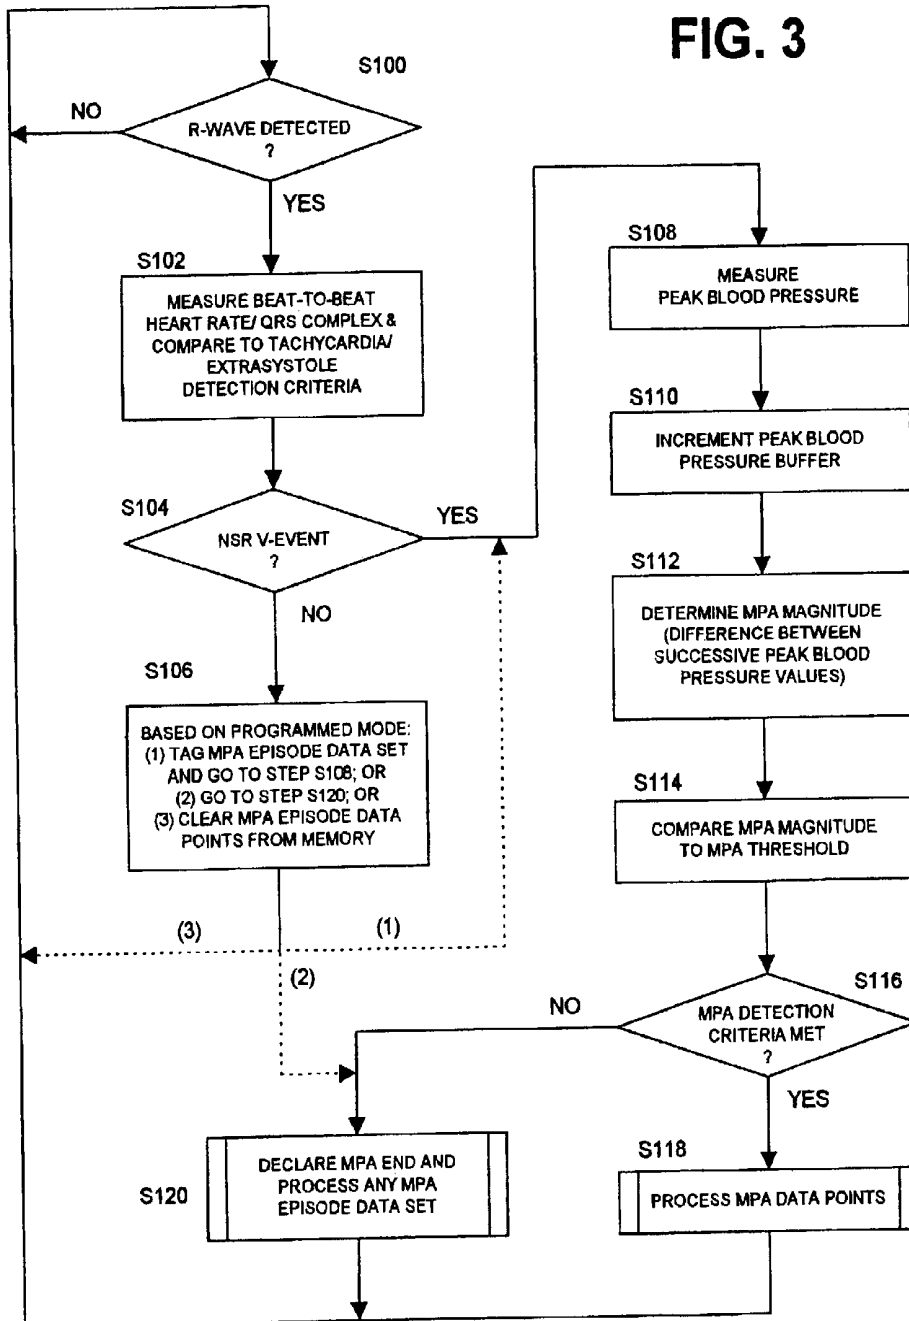 FIG. 3
S100
NO
R-WAVE DETECTED
?
YES
S102
MEASURE BEAT-TO-BEAT
HEART RATE/ QRS COMPLEX &
COMPARE TO TACHYCARDIA/
EXTRASYSTOLE
DETECTION CRITERIA
S104
YES
NSR V-EVENT
?
NO
S106
BASED ON PROGRAMMED MODE:
(1) TAG MPA EPISODE DATA SET
AND GO TO STEP S108; OR
(2) GO TO STEP S120; OR
(3) CLEAR MPA EPISODE DATA
POINTS FROM MEMORY
(3)
(1)
(2)
S108
MEASURE
PEAK BLOOD PRESSURE
S110
INCREMENT PEAK BLOOD
PRESSURE BUFFER
S112
DETERMINE MPA MAGNITUDE
(DIFFERENCE BETWEEN
SUCCESSIVE PEAK BLOOD
PRESSURE VALUES)
S114
COMPARE MPA MAGNITUDE
TO MPA THRESHOLD
S116
NO
MPA DETECTION
CRITERIA MET
?
YES
S118
PROCESS MPA DATA POINTS
S120
DECLARE MPA END AND
PROCESS ANY MPA
EPISODE DATA SET